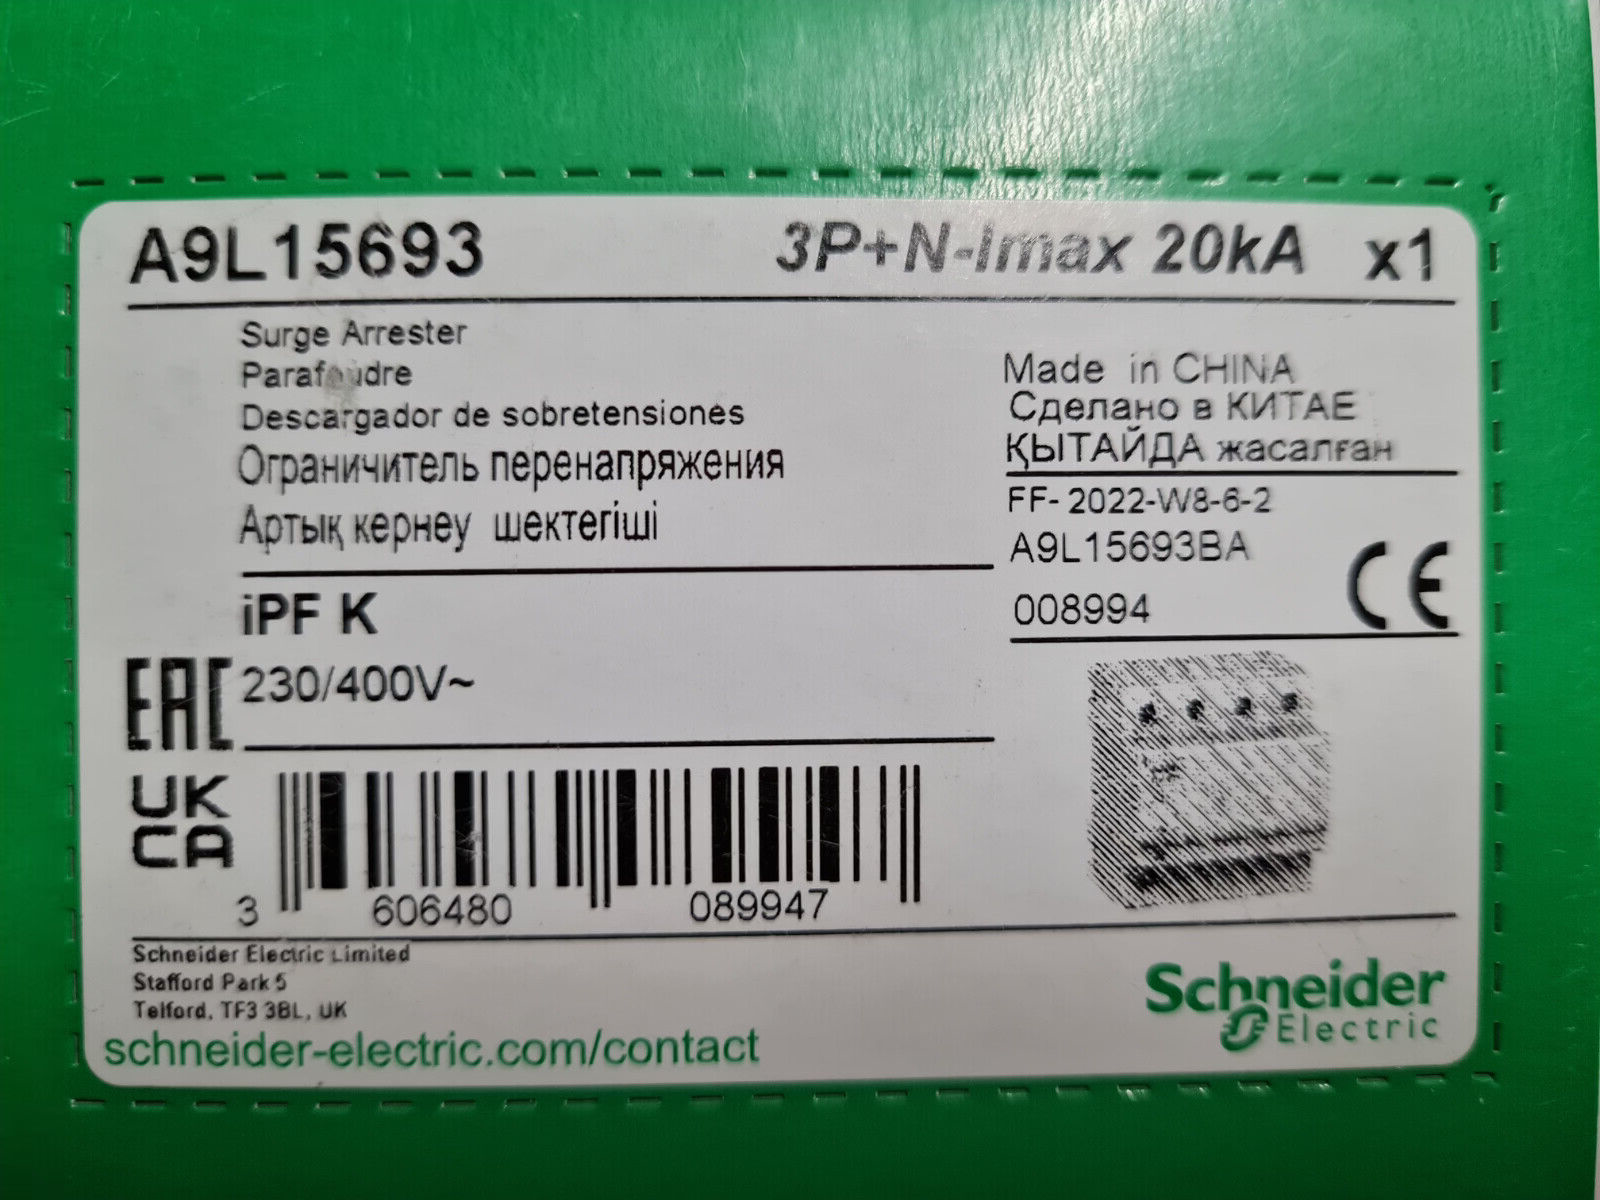 A9L15693 3P+N-Imax 20kA x1
Surge Arrester
Parafoudre
Descargador de sobretensiones
Ограничитель перенапряжения
Артық кернеу шектегіші
Made in CHINA
Сделано в КИТАЕ
ҚЫТАЙДА жасалған
FF- 2022-W8-6-2
A9L15693BA
008994
CE
iPF K
EAC
230/400V~
UK
CA
3 606480 089947
Schneider Electric Limited
Stafford Park 5
Telford, TF3 3BL, UK
schneider-electric.com/contact
Schneider
Electric